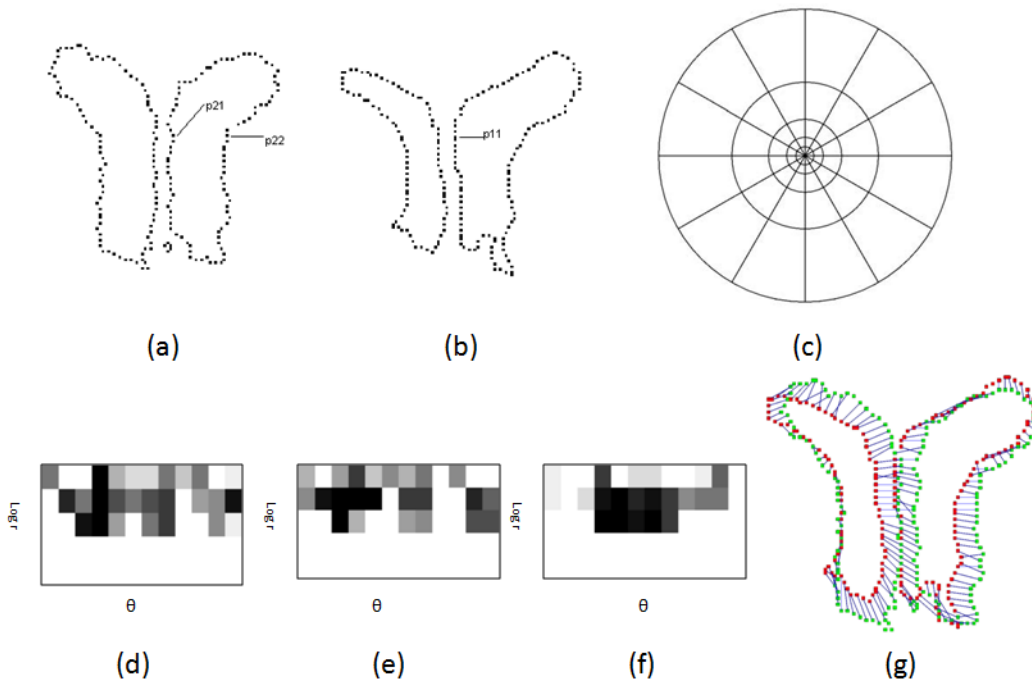 p21
p22
p11
(a)
(b)
(c)
Log r
θ
Log r
θ
Log r
θ
(d)
(e)
(f)
(g)